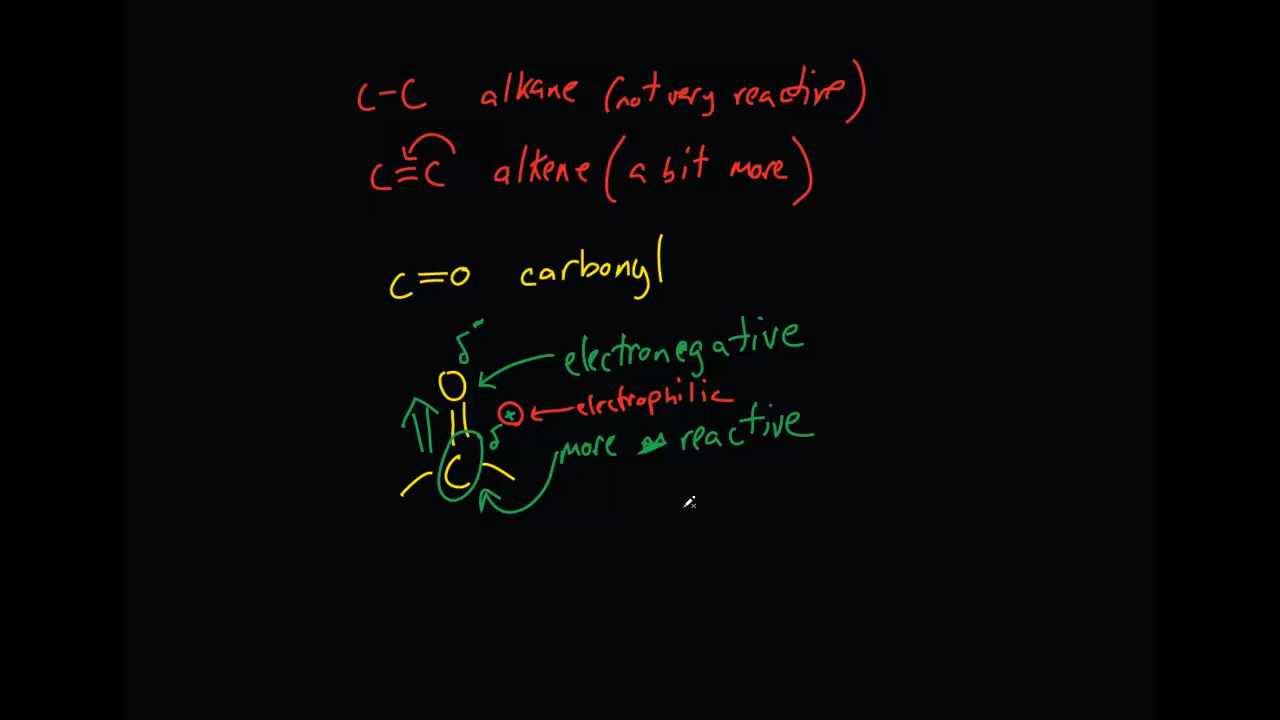 C-C alkane (not very reactive)
C=C alkene (a bit more)
C=O carbonyl
δ-
electronegative
O
+ electrophilic
δ
more reactive
C